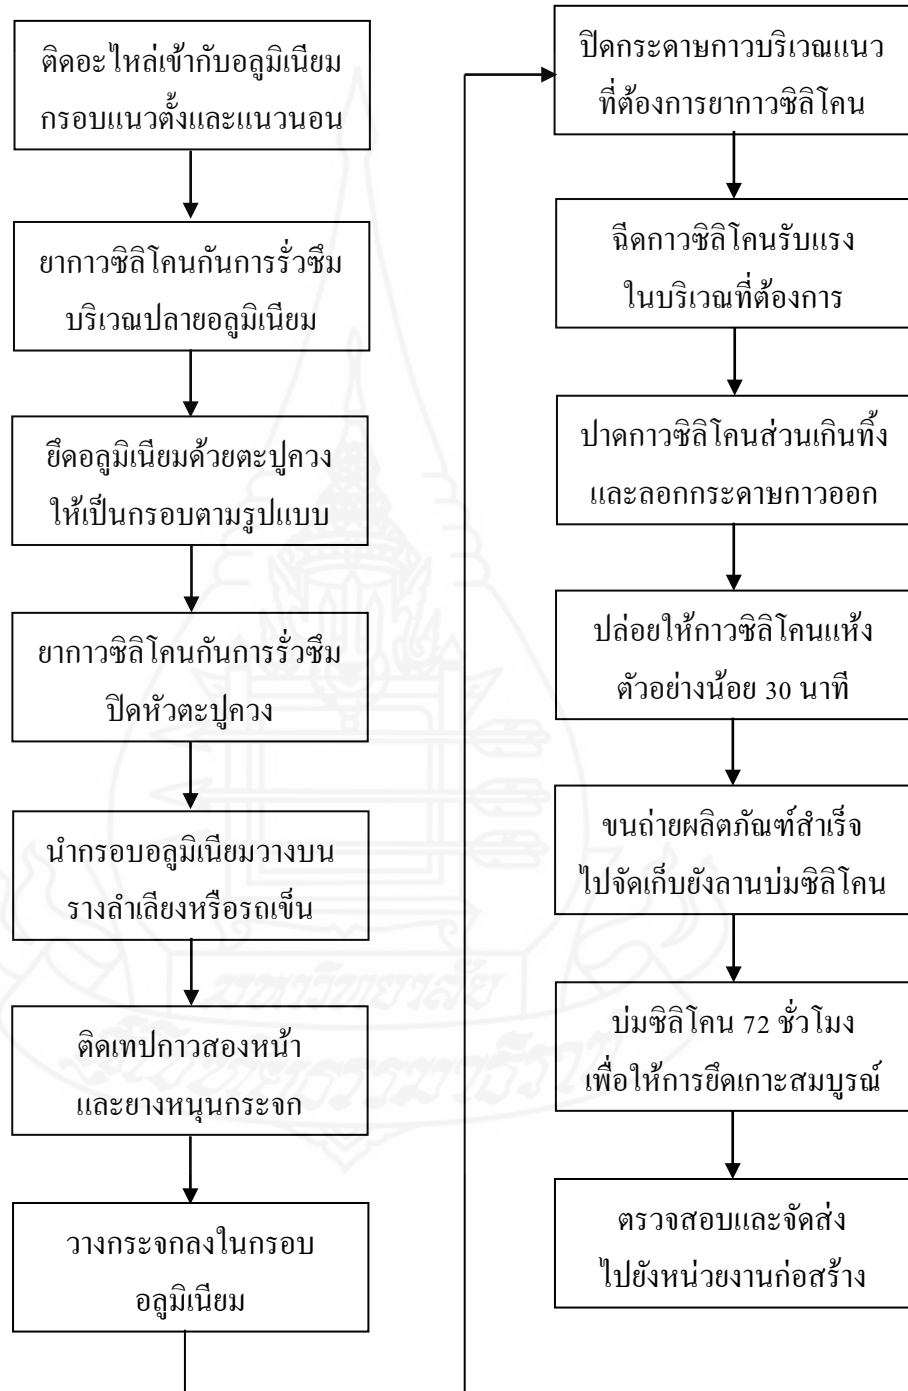 ติดอะไหล่เข้ากับอลูมิเนียม
กรอบแนวตั้งและแนวนอน
ยากาวซิลิโคนกันการรั่วซึม
บริเวณปลายอลูมิเนียม
ยึดอลูมิเนียมด้วยตะปูควง
ให้เป็นกรอบตามรูปแบบ
ยากาวซิลิโคนกันการรั่วซึม
ปิดหัวตะปูควง
นำกรอบอลูมิเนียมวางบน
รางลำเลียงหรือรถเข็น
ติดเทปกาวสองหน้า
และยางหนุนกระจก
วางกระจกลงในกรอบ
อลูมิเนียม
ปิดกระดาษกาวบริเวณแนว
ที่ต้องการยากาวซิลิโคน
ฉีดกาวซิลิโคนรับแรง
ในบริเวณที่ต้องการ
ปาดกาวซิลิโคนส่วนเกินทิ้ง
และลอกกระดาษกาวออก
ปล่อยให้กาวซิลิโคนแห้ง
ตัวอย่างน้อย 30 นาที
ขนถ่ายผลิตภัณฑ์สำเร็จ
ไปจัดเก็บยังลานบ่มซิลิโคน
บ่มซิลิโคน 72 ชั่วโมง
เพื่อให้การยึดเกาะสมบูรณ์
ตรวจสอบและจัดส่ง
ไปยังหน่วยงานก่อสร้าง
มหาวิทยาลัย
สุโขทัยธรรมาธิราช